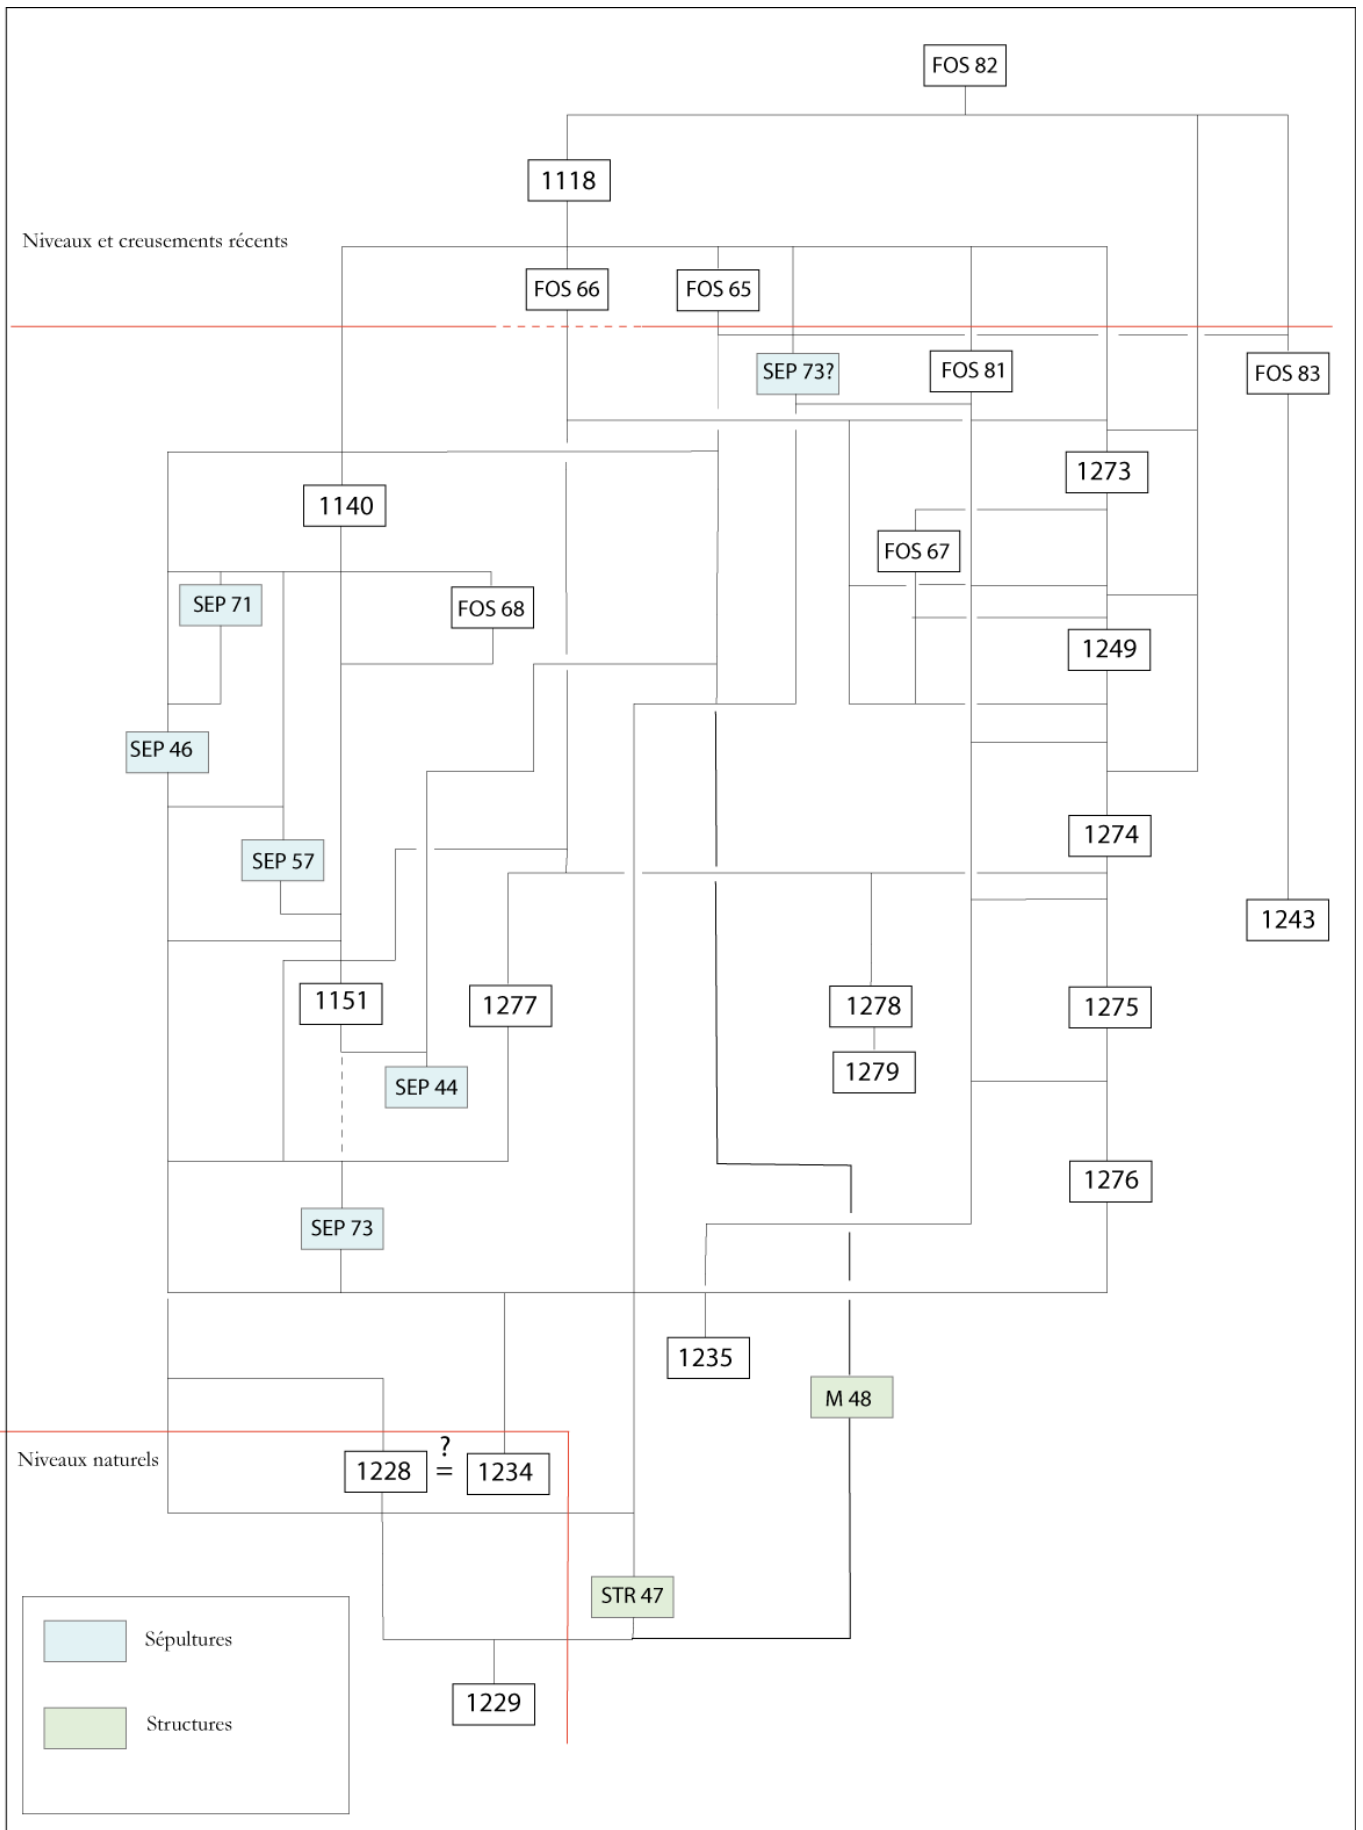 FOS 82
1118
Niveaux et creusements récents
FOS 66
FOS 65
SEP 73?
FOS 81
FOS 83
1273
1140
FOS 67
SEP 71
FOS 68
1249
SEP 46
1274
SEP 57
1243
1151
1277
1278
1275
1279
SEP 44
1276
SEP 73
1235
M 48
Niveaux naturels
1228
?
=
1234
STR 47
Sépultures
1229
Structures